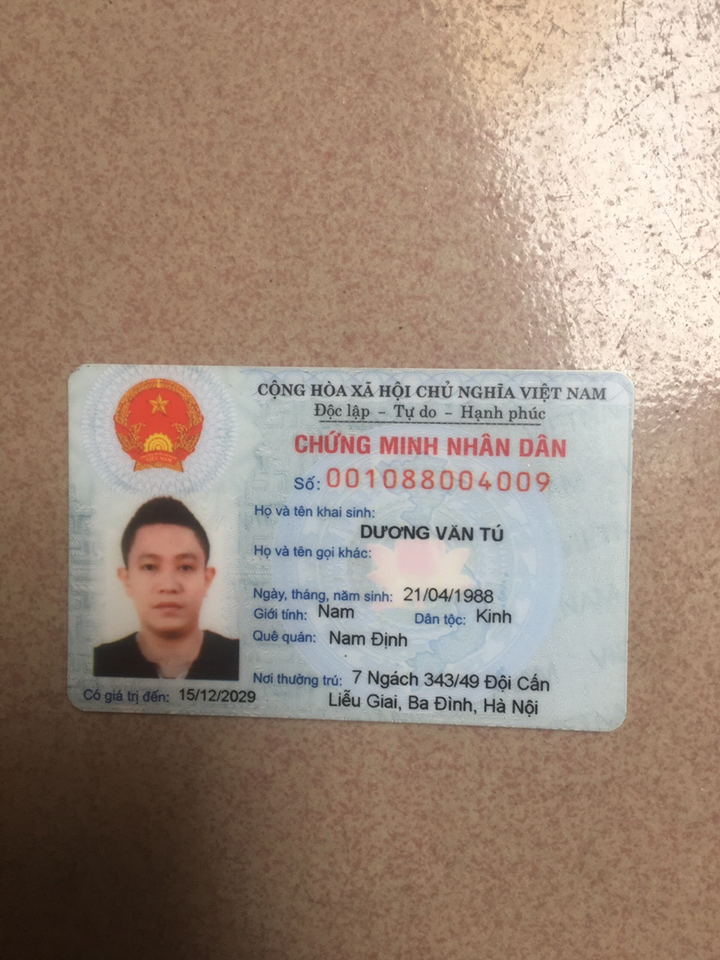 CỘNG HÒA XÃ HỘI CHỦ NGHĨA VIỆT NAM
Độc lập - Tự do - Hạnh phúc
CHỨNG MINH NHÂN DÂN
Số: 001088004009
Họ và tên khai sinh:
DƯƠNG VĂN TÚ
Họ và tên gọi khác:
Ngày, tháng, năm sinh: 21/04/1988
Giới tính: Nam Dân tộc: Kinh
Quê quán: Nam Định
Nơi thường trú: 7 Ngách 343/49 Đội Cấn
Liễu Giai, Ba Đình, Hà Nội
Có giá trị đến: 15/12/2029